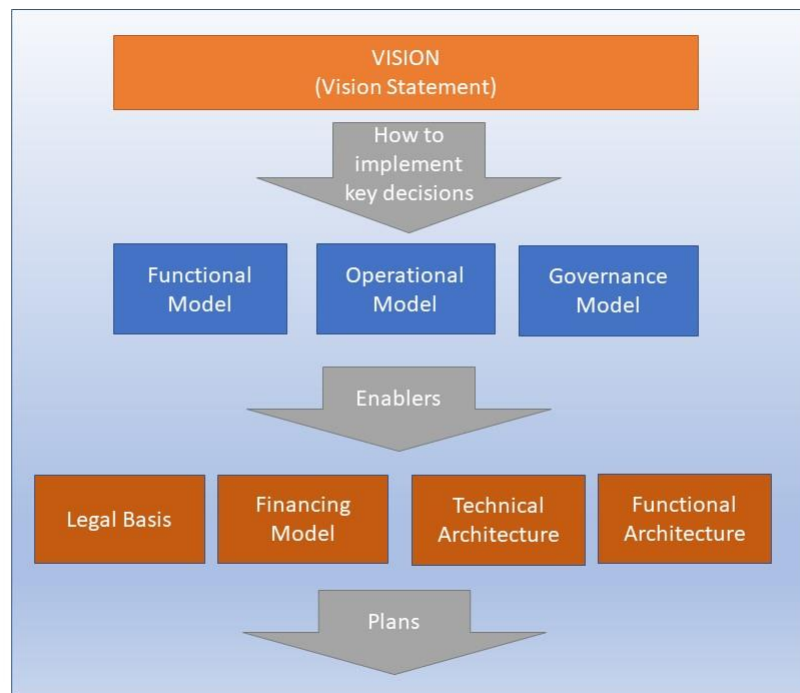 VISION
(Vision Statement)
How to
implement
key decisions
Functional
Model
Operational
Model
Governance
Model
Enablers
Legal Basis
Financing
Model
Technical
Architecture
Functional
Architecture
Plans